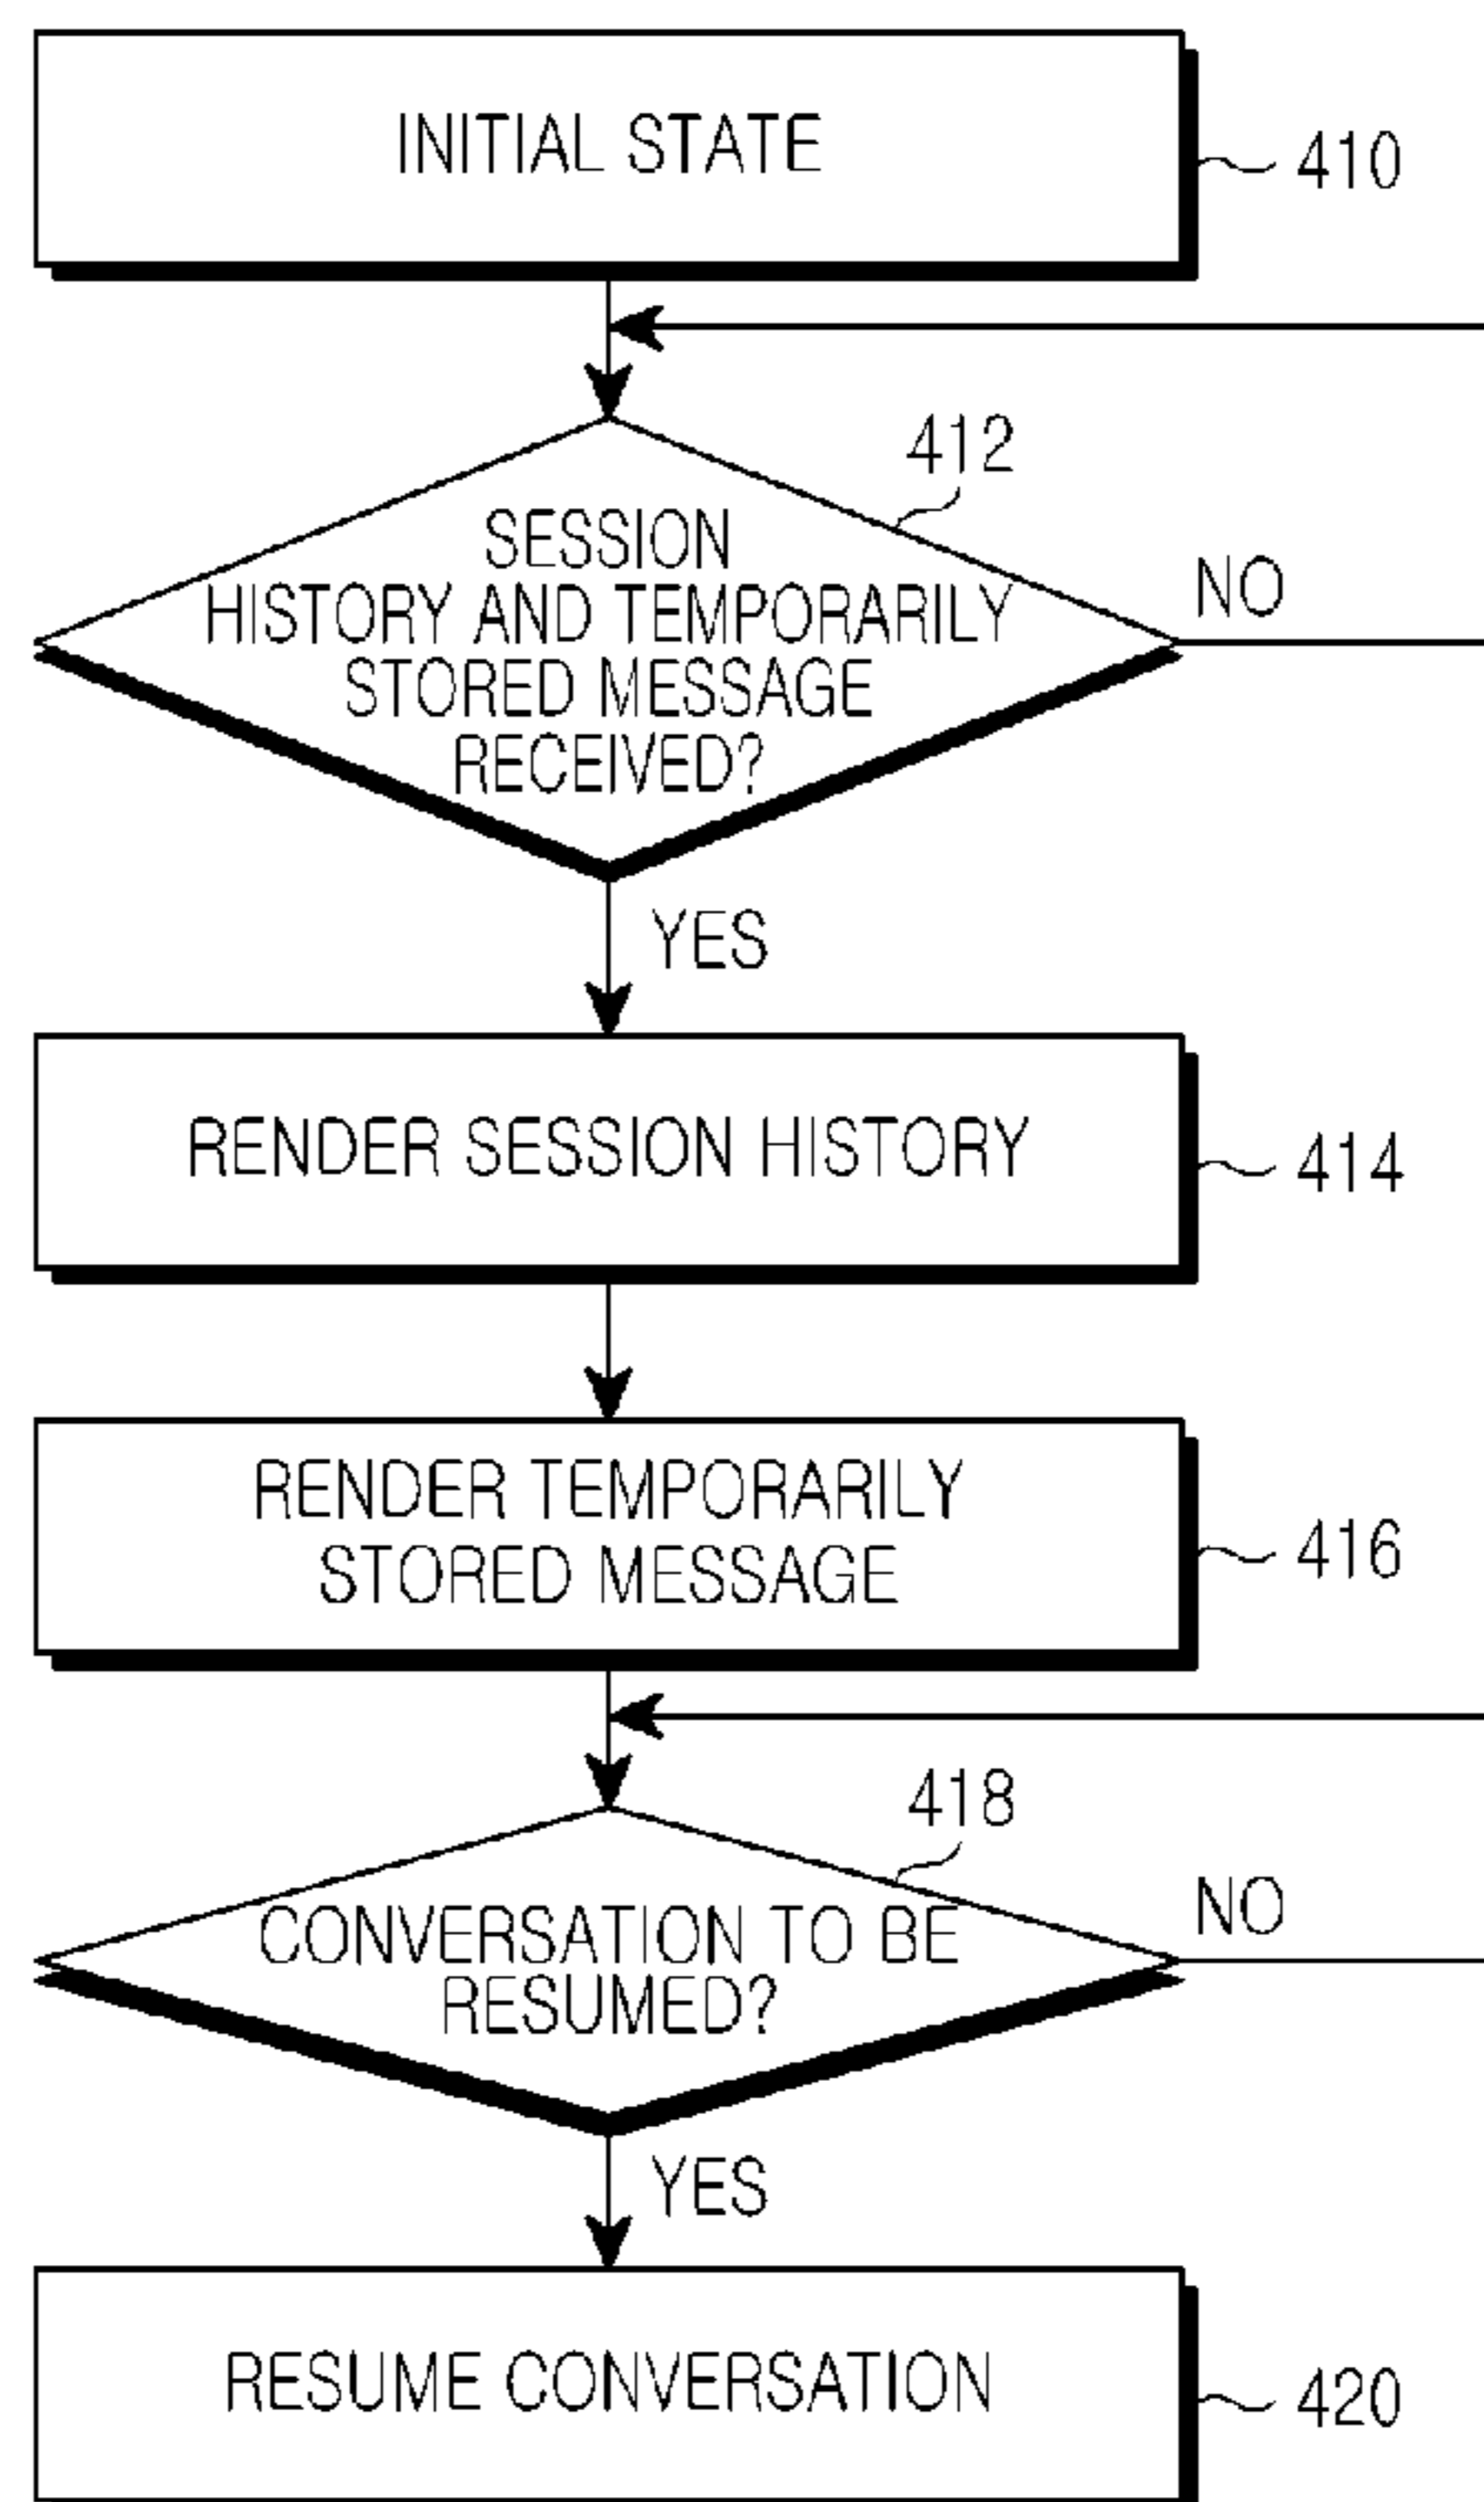 INITIAL STATE
410
412
SESSION
HISTORY AND TEMPORARILY
STORED MESSAGE
RECEIVED?
NO
YES
RENDER SESSION HISTORY
414
RENDER TEMPORARILY
STORED MESSAGE
416
418
CONVERSATION TO BE
RESUMED?
NO
YES
RESUME CONVERSATION
420